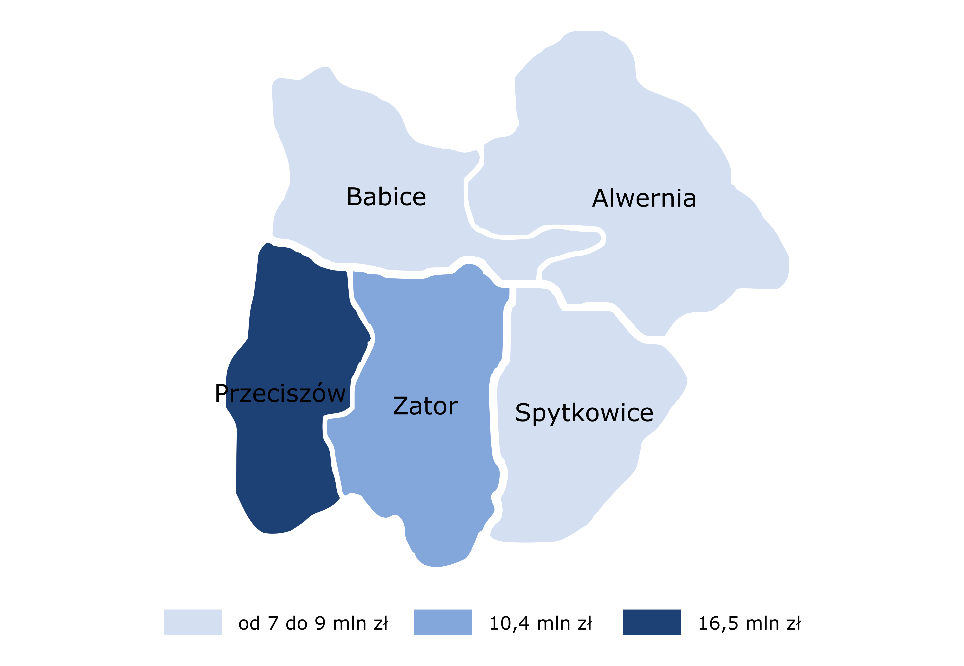 Babice
Alwernia
Przeciszów
Zator
Spytkowice
od 7 do 9 mln zł
10,4 mln zł
16,5 mln zł